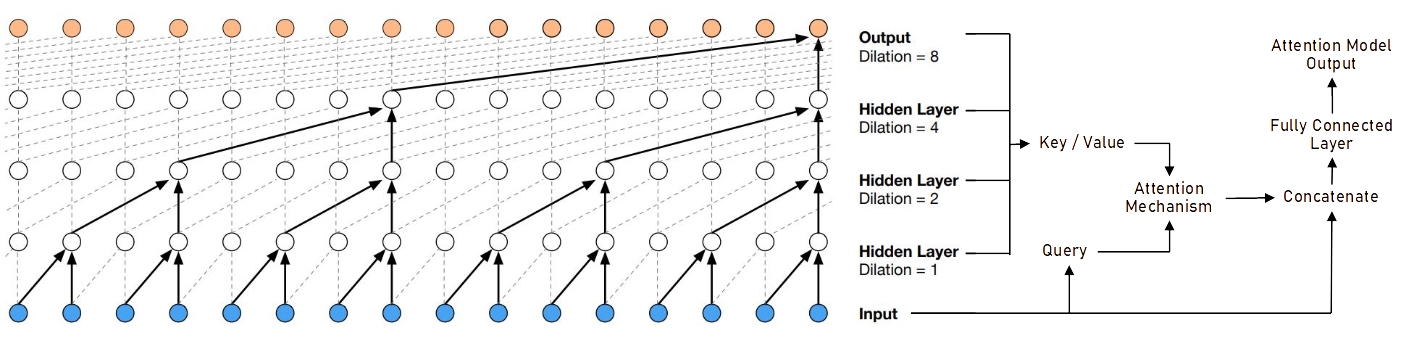 Output
Dilation = 8
Hidden Layer
Dilation = 4
Hidden Layer
Dilation = 2
Hidden Layer
Dilation = 1
Input
Key / Value
Query
Attention
Mechanism
Concatenate
Fully Connected
Layer
Attention Model
Output